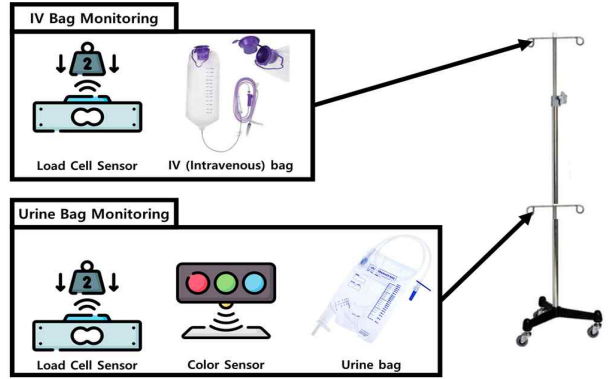 IV Bag Monitoring
2
Load Cell Sensor
IV (Intravenous) bag
Urine Bag Monitoring
2
Load Cell Sensor
Color Sensor
Urine bag